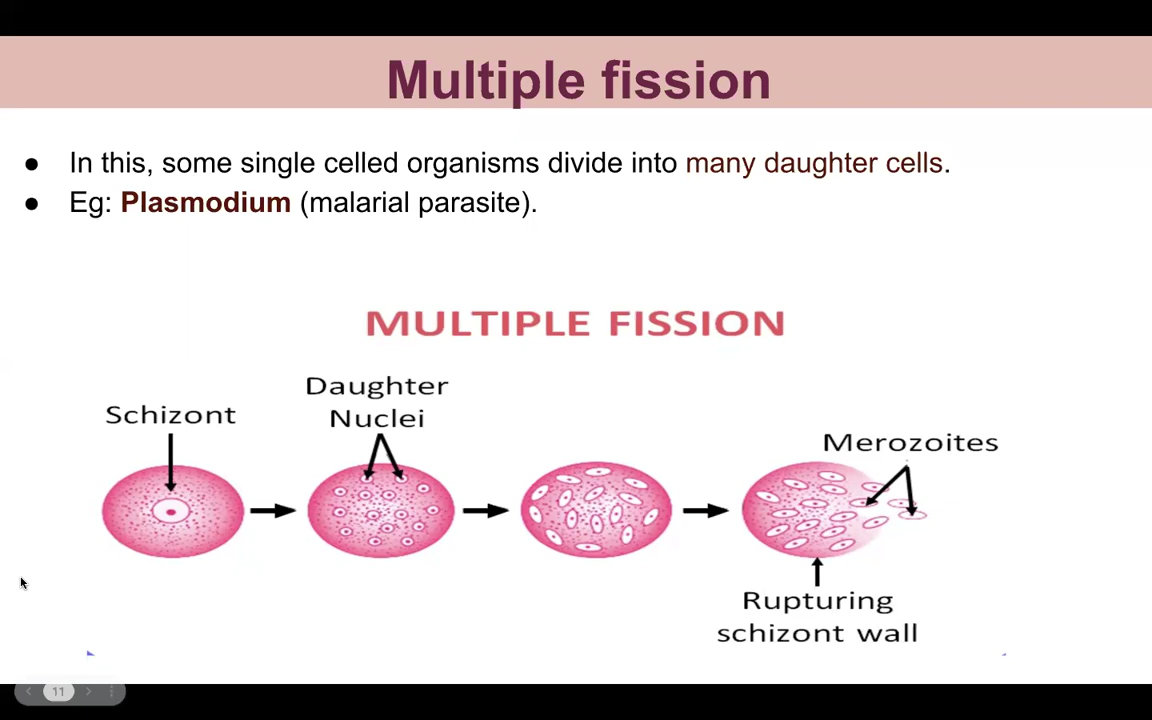 Multiple fission
● In this, some single celled organisms divide into many daughter cells.
● Eg: Plasmodium (malarial parasite).
MULTIPLE FISSION
Daughter
Nuclei
Schizont
Merozoites
Rupturing
schizont wall
11